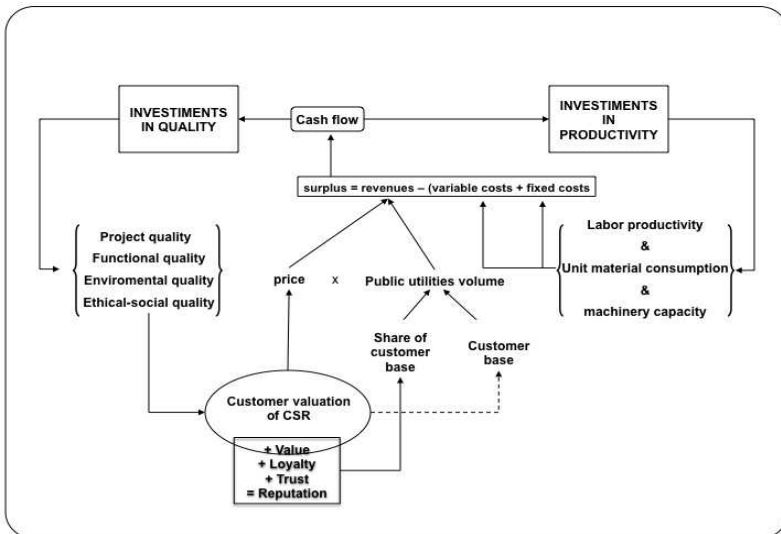 INVESTIMENTS
IN QUALITY
Cash flow
INVESTIMENTS
IN
PRODUCTIVITY
surplus = revenues – (variable costs + fixed costs
Project quality
Functional quality
Enviromental quality
Ethical-social quality
price x Public utilities volume
Labor productivity
&
Unit material consumption
&
machinery capacity
Share of
customer
base
Customer
base
Customer valuation
of CSR
+ Value
+ Loyalty
+ Trust
= Reputation